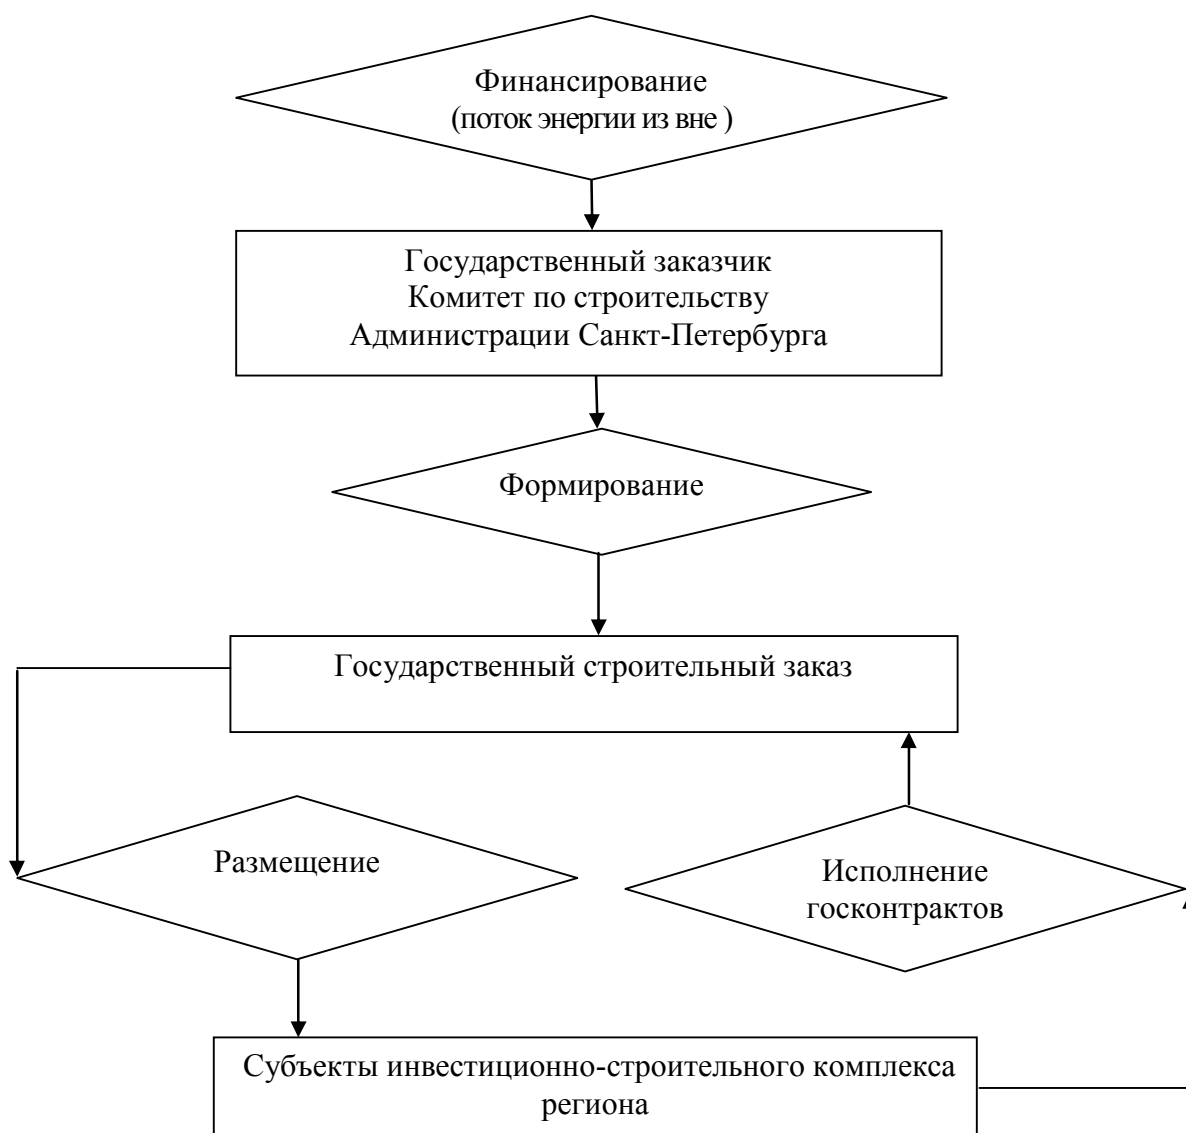 Финансирование
(поток энергии из вне )
Государственный заказчик
Комитет по строительству
Администрации Санкт-Петербурга
Формирование
Государственный строительный заказ
Размещение
Исполнение
госконтрактов
Субъекты инвестиционно-строительного комплекса
региона